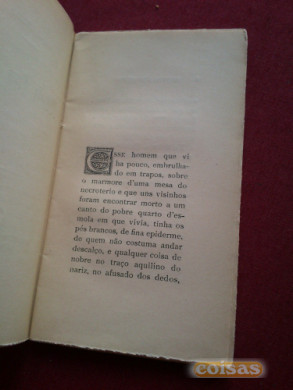 ESSE homem que vi
ha pouco, embrulha-
do em trapos, sobre
o marmore d'uma mesa do
necroterio e que uns visinhos
foram encontrar morto a um
canto do pobre quarto d'es-
mola em que vivia, tinha os
pés brancos, de fina epiderme,
de quem não costuma andar
descalço, e qualquer coisa de
nobre no traço aquilino do
nariz, no afusado dos dedos,
coisas